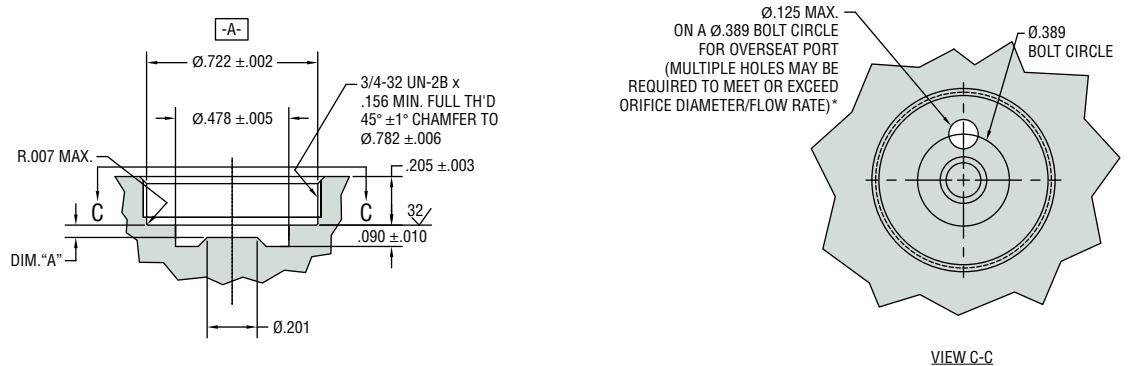 -A-
Ø.722 ±.002
3/4-32 UN-2B x
.156 MIN. FULL TH'D
45° ±1° CHAMFER TO
Ø.782 ±.006
Ø.478 ±.005
R.007 MAX.
.205 ±.003
C
C
32
.090 ±.010
DIM.“A”
Ø.201
Ø.125 MAX.
ON A Ø.389 BOLT CIRCLE
FOR OVERSEAT PORT
(MULTIPLE HOLES MAY BE
REQUIRED TO MEET OR EXCEED
ORIFICE DIAMETER/FLOW RATE)*
Ø.389
BOLT CIRCLE
VIEW C-C